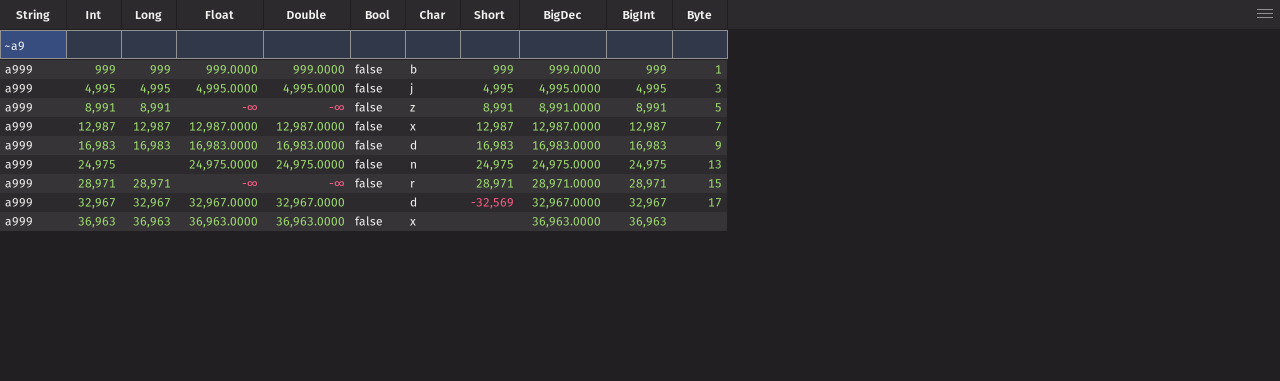 String Int Long Float Double Bool Char Short BigDec BigInt Byte
~a9
a999 999 999 999.0000 999.0000 false b 999 999.0000 999 1
a999 4,995 4,995 4,995.0000 4,995.0000 false j 4,995 4,995.0000 4,995 3
a999 8,991 8,991 -∞ -∞ false z 8,991 8,991.0000 8,991 5
a999 12,987 12,987 12,987.0000 12,987.0000 false x 12,987 12,987.0000 12,987 7
a999 16,983 16,983 16,983.0000 16,983.0000 false d 16,983 16,983.0000 16,983 9
a999 24,975 24,975.0000 24,975.0000 false n 24,975 24,975.0000 24,975 13
a999 28,971 28,971 -∞ -∞ false r 28,971 28,971.0000 28,971 15
a999 32,967 32,967 32,967.0000 32,967.0000 d -32,569 32,967.0000 32,967 17
a999 36,963 36,963 36,963.0000 36,963.0000 false x 36,963.0000 36,963